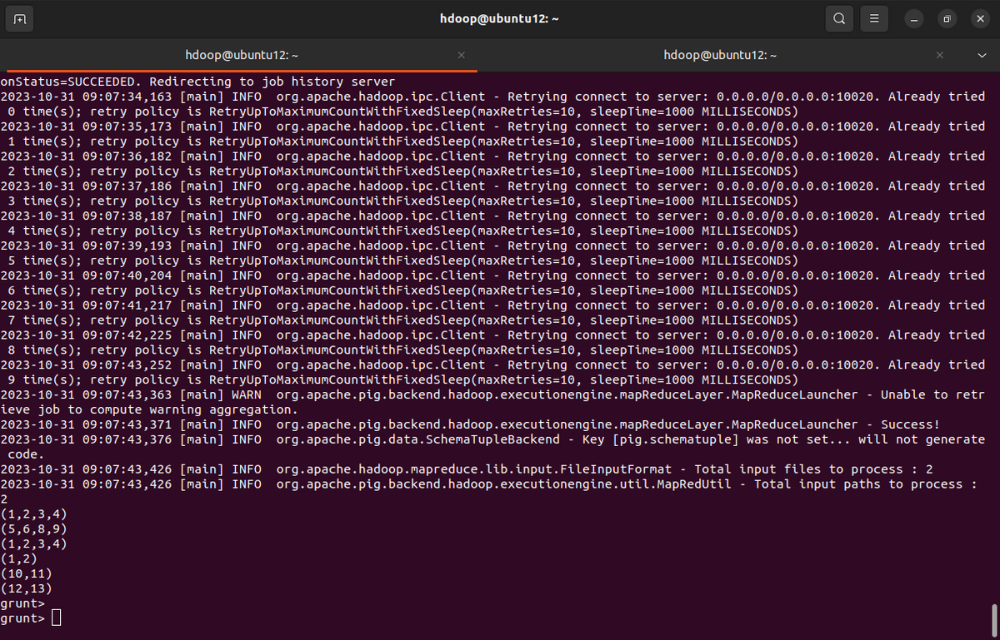 hdoop@ubuntu12: ~
hdoop@ubuntu12: ~
hdoop@ubuntu12: ~
onStatus=SUCCEEDED. Redirecting to job history server
2023-10-31 09:07:34,163 [main] INFO  org.apache.hadoop.ipc.Client - Retrying connect to server: 0.0.0.0/0.0.0.0:10020. Already tried
 0 time(s); retry policy is RetryUpToMaximumCountWithFixedSleep(maxRetries=10, sleepTime=1000 MILLISECONDS)
2023-10-31 09:07:35,173 [main] INFO  org.apache.hadoop.ipc.Client - Retrying connect to server: 0.0.0.0/0.0.0.0:10020. Already tried
 1 time(s); retry policy is RetryUpToMaximumCountWithFixedSleep(maxRetries=10, sleepTime=1000 MILLISECONDS)
2023-10-31 09:07:36,182 [main] INFO  org.apache.hadoop.ipc.Client - Retrying connect to server: 0.0.0.0/0.0.0.0:10020. Already tried
 2 time(s); retry policy is RetryUpToMaximumCountWithFixedSleep(maxRetries=10, sleepTime=1000 MILLISECONDS)
2023-10-31 09:07:37,186 [main] INFO  org.apache.hadoop.ipc.Client - Retrying connect to server: 0.0.0.0/0.0.0.0:10020. Already tried
 3 time(s); retry policy is RetryUpToMaximumCountWithFixedSleep(maxRetries=10, sleepTime=1000 MILLISECONDS)
2023-10-31 09:07:38,187 [main] INFO  org.apache.hadoop.ipc.Client - Retrying connect to server: 0.0.0.0/0.0.0.0:10020. Already tried
 4 time(s); retry policy is RetryUpToMaximumCountWithFixedSleep(maxRetries=10, sleepTime=1000 MILLISECONDS)
2023-10-31 09:07:39,193 [main] INFO  org.apache.hadoop.ipc.Client - Retrying connect to server: 0.0.0.0/0.0.0.0:10020. Already tried
 5 time(s); retry policy is RetryUpToMaximumCountWithFixedSleep(maxRetries=10, sleepTime=1000 MILLISECONDS)
2023-10-31 09:07:40,204 [main] INFO  org.apache.hadoop.ipc.Client - Retrying connect to server: 0.0.0.0/0.0.0.0:10020. Already tried
 6 time(s); retry policy is RetryUpToMaximumCountWithFixedSleep(maxRetries=10, sleepTime=1000 MILLISECONDS)
2023-10-31 09:07:41,217 [main] INFO  org.apache.hadoop.ipc.Client - Retrying connect to server: 0.0.0.0/0.0.0.0:10020. Already tried
 7 time(s); retry policy is RetryUpToMaximumCountWithFixedSleep(maxRetries=10, sleepTime=1000 MILLISECONDS)
2023-10-31 09:07:42,225 [main] INFO  org.apache.hadoop.ipc.Client - Retrying connect to server: 0.0.0.0/0.0.0.0:10020. Already tried
 8 time(s); retry policy is RetryUpToMaximumCountWithFixedSleep(maxRetries=10, sleepTime=1000 MILLISECONDS)
2023-10-31 09:07:43,252 [main] INFO  org.apache.hadoop.ipc.Client - Retrying connect to server: 0.0.0.0/0.0.0.0:10020. Already tried
 9 time(s); retry policy is RetryUpToMaximumCountWithFixedSleep(maxRetries=10, sleepTime=1000 MILLISECONDS)
2023-10-31 09:07:43,363 [main] WARN  org.apache.pig.backend.hadoop.executionengine.mapReduceLayer.MapReduceLauncher - Unable to retr
ieve job to compute warning aggregation.
2023-10-31 09:07:43,371 [main] INFO  org.apache.pig.backend.hadoop.executionengine.mapReduceLayer.MapReduceLauncher - Success!
2023-10-31 09:07:43,376 [main] INFO  org.apache.pig.data.SchemaTupleBackend - Key [pig.schematuple] was not set... will not generate
 code.
2023-10-31 09:07:43,426 [main] INFO  org.apache.hadoop.mapreduce.lib.input.FileInputFormat - Total input files to process : 2
2023-10-31 09:07:43,426 [main] INFO  org.apache.pig.backend.hadoop.executionengine.util.MapRedUtil - Total input paths to process :
2
(1,2,3,4)
(5,6,8,9)
(1,2,3,4)
(1,2)
(10,11)
(12,13)
grunt>
grunt>